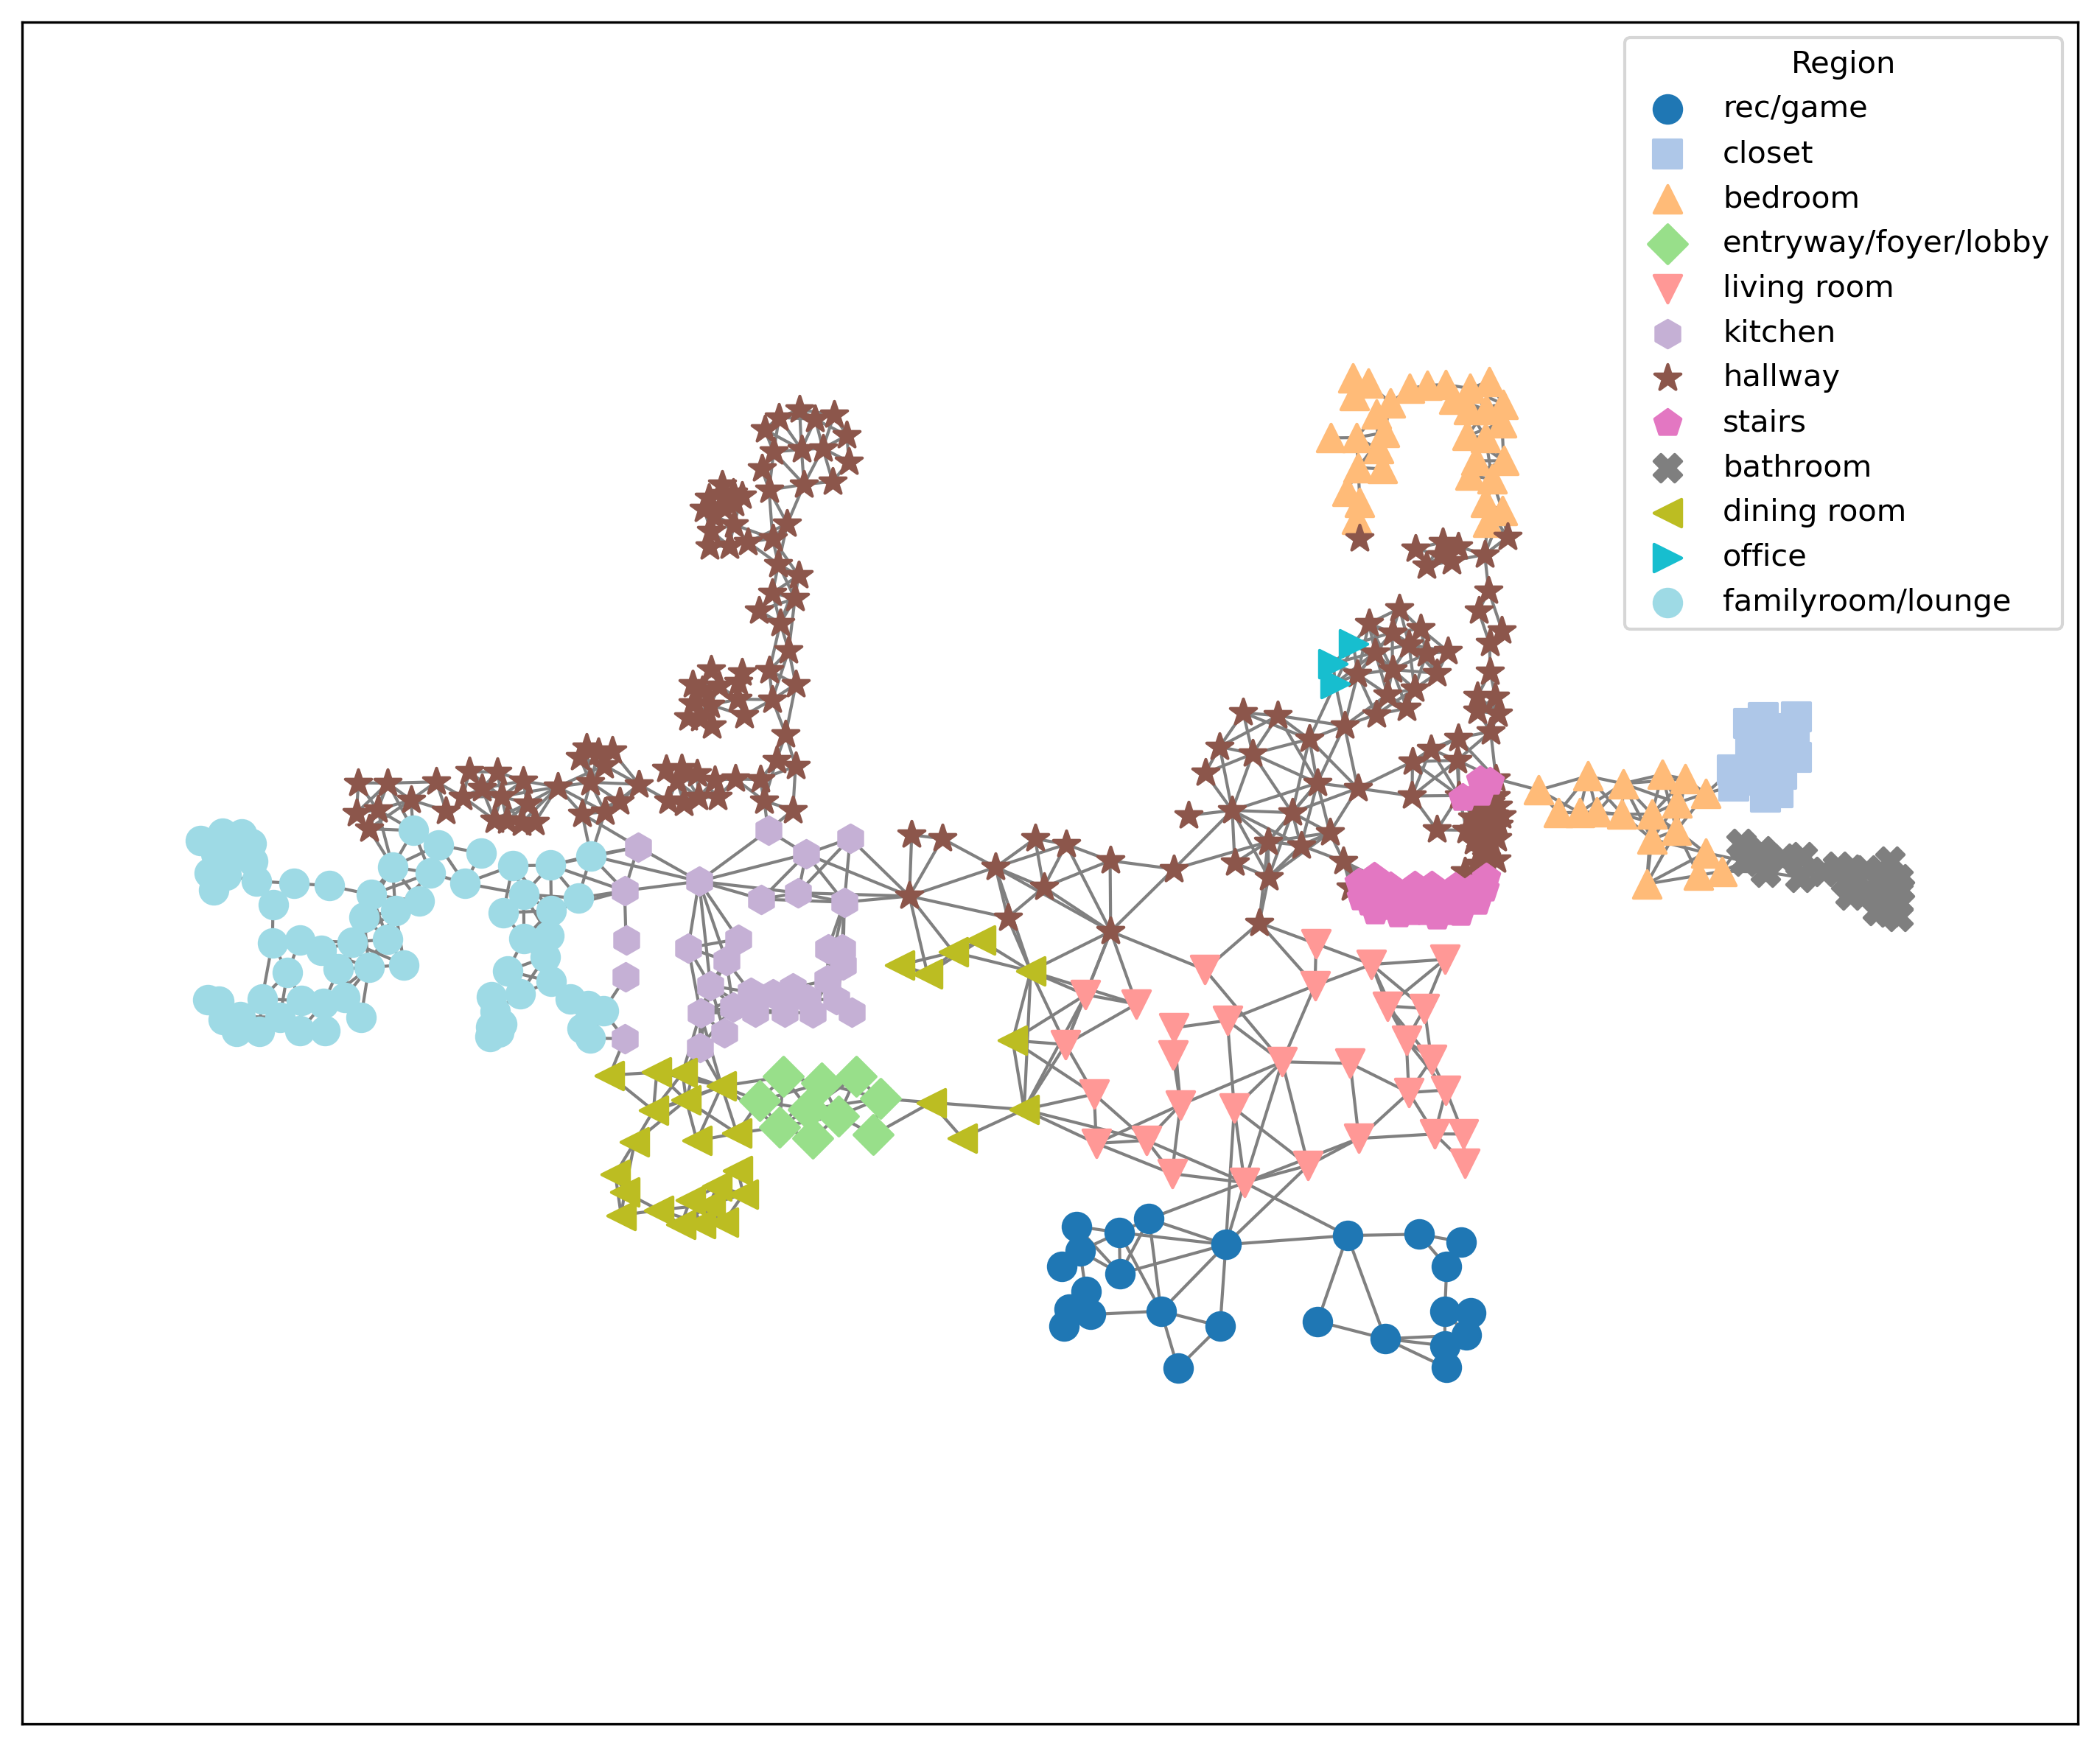 Region
rec/game
closet
bedroom
entryway/foyer/lobby
living room
kitchen
hallway
stairs
bathroom
dining room
office
familyroom/lounge